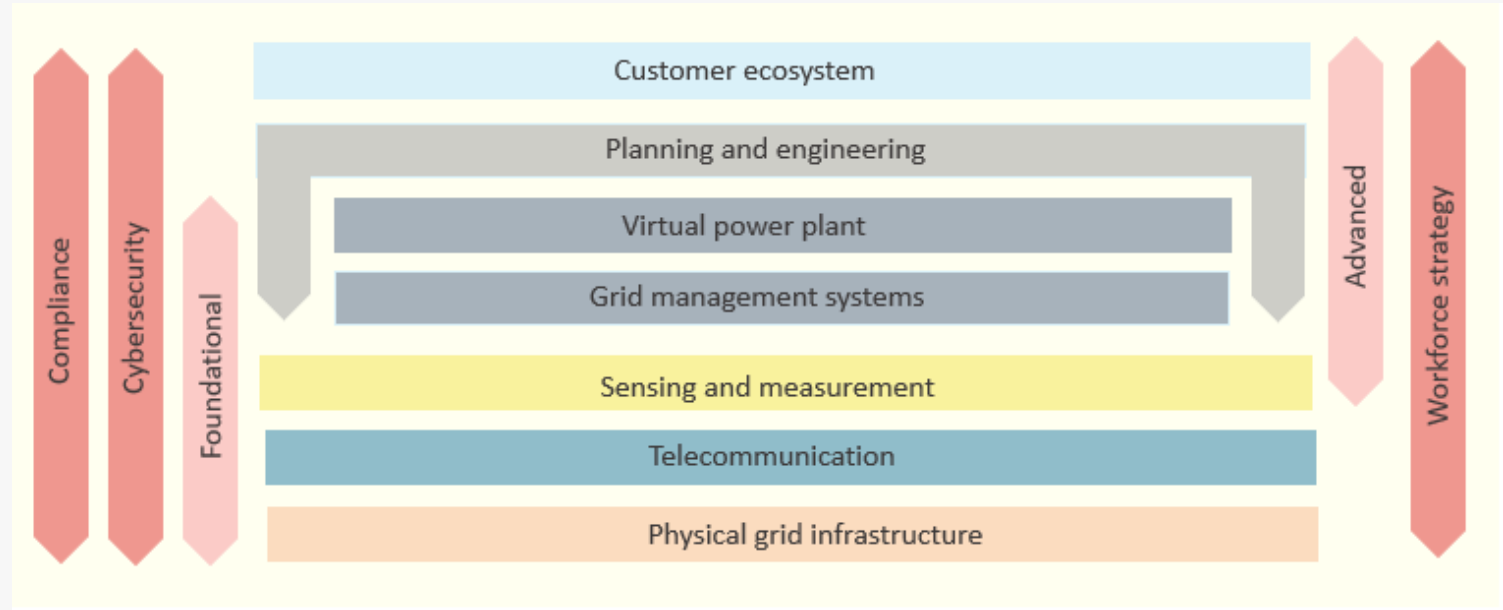 Customer ecosystem
Planning and engineering
Virtual power plant
Grid management systems
Sensing and measurement
Telecommunication
Physical grid infrastructure
Compliance
Cybersecurity
Foundational
Advanced
Workforce strategy